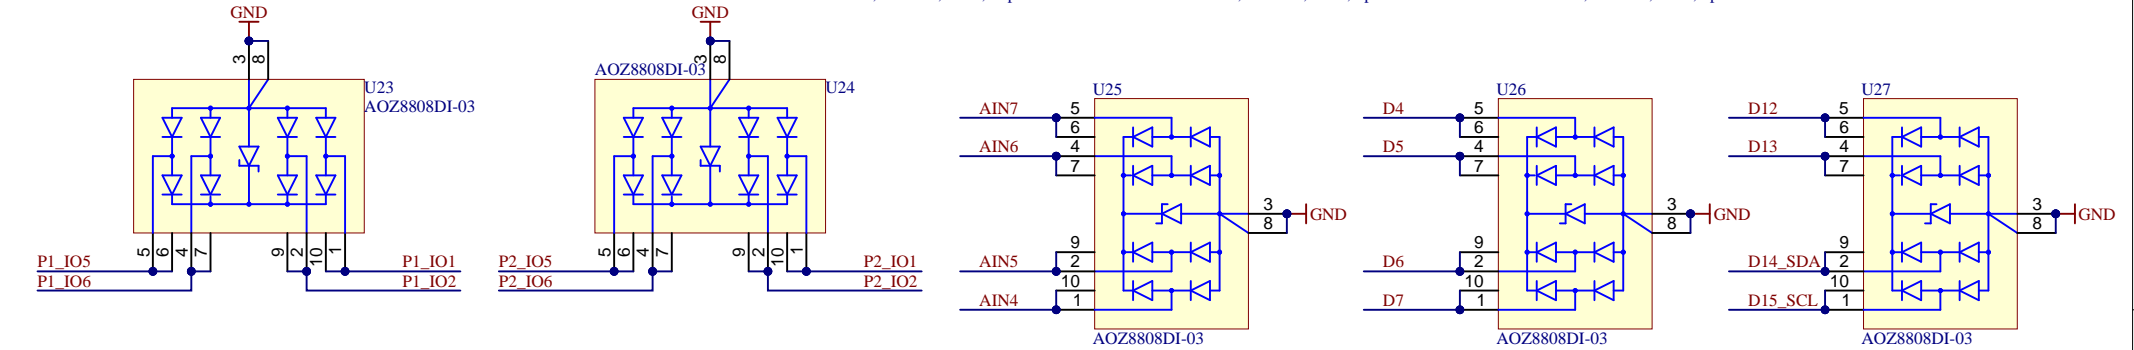 GND
3
8
U23
AOZ8808DI-03
5
6
4
7
9
2
10
1
P1_IO5
P1_IO6
P1_IO1
P1_IO2
GND
3
8
AOZ8808DI-03
U24
5
6
4
7
9
2
10
1
P2_IO5
P2_IO6
P2_IO1
P2_IO2
U25
AIN7
5
6
AIN6
4
7
3
8
GND
9
AIN5
2
10
AIN4
1
AOZ8808DI-03
U26
D4
5
6
D5
4
7
3
8
GND
9
D6
2
10
D7
1
AOZ8808DI-03
U27
D12
5
6
D13
4
7
3
8
GND
9
D14_SDA
2
10
D15_SCL
1
AOZ8808DI-03